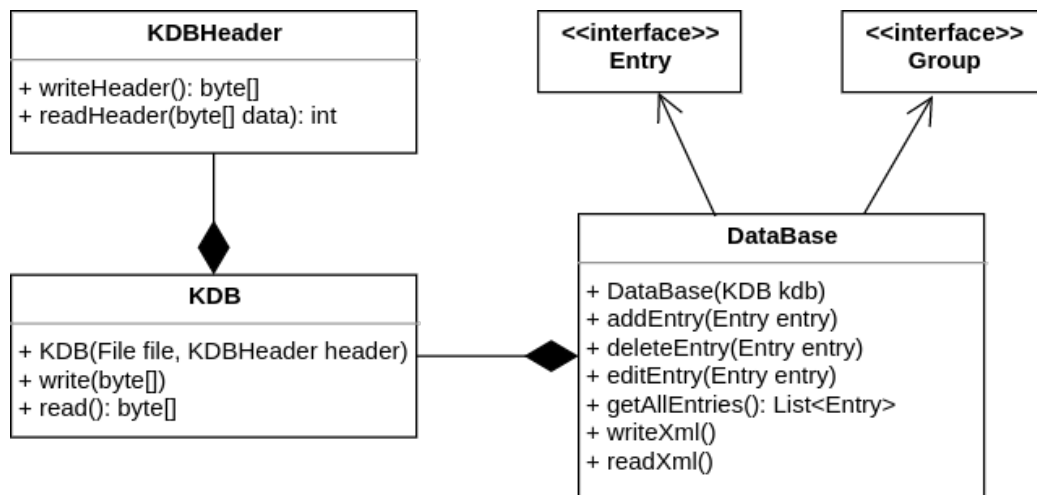 KDBHeader
+ writeHeader(): byte[]
+ readHeader(byte[] data): int
<<interface>>
Entry
<<interface>>
Group
KDB
+ KDB(File file, KDBHeader header)
+ write(byte[])
+ read(): byte[]
DataBase
+ DataBase(KDB kdb)
+ addEntry(Entry entry)
+ deleteEntry(Entry entry)
+ editEntry(Entry entry)
+ getAllEntries(): List<Entry>
+ writeXml()
+ readXml()